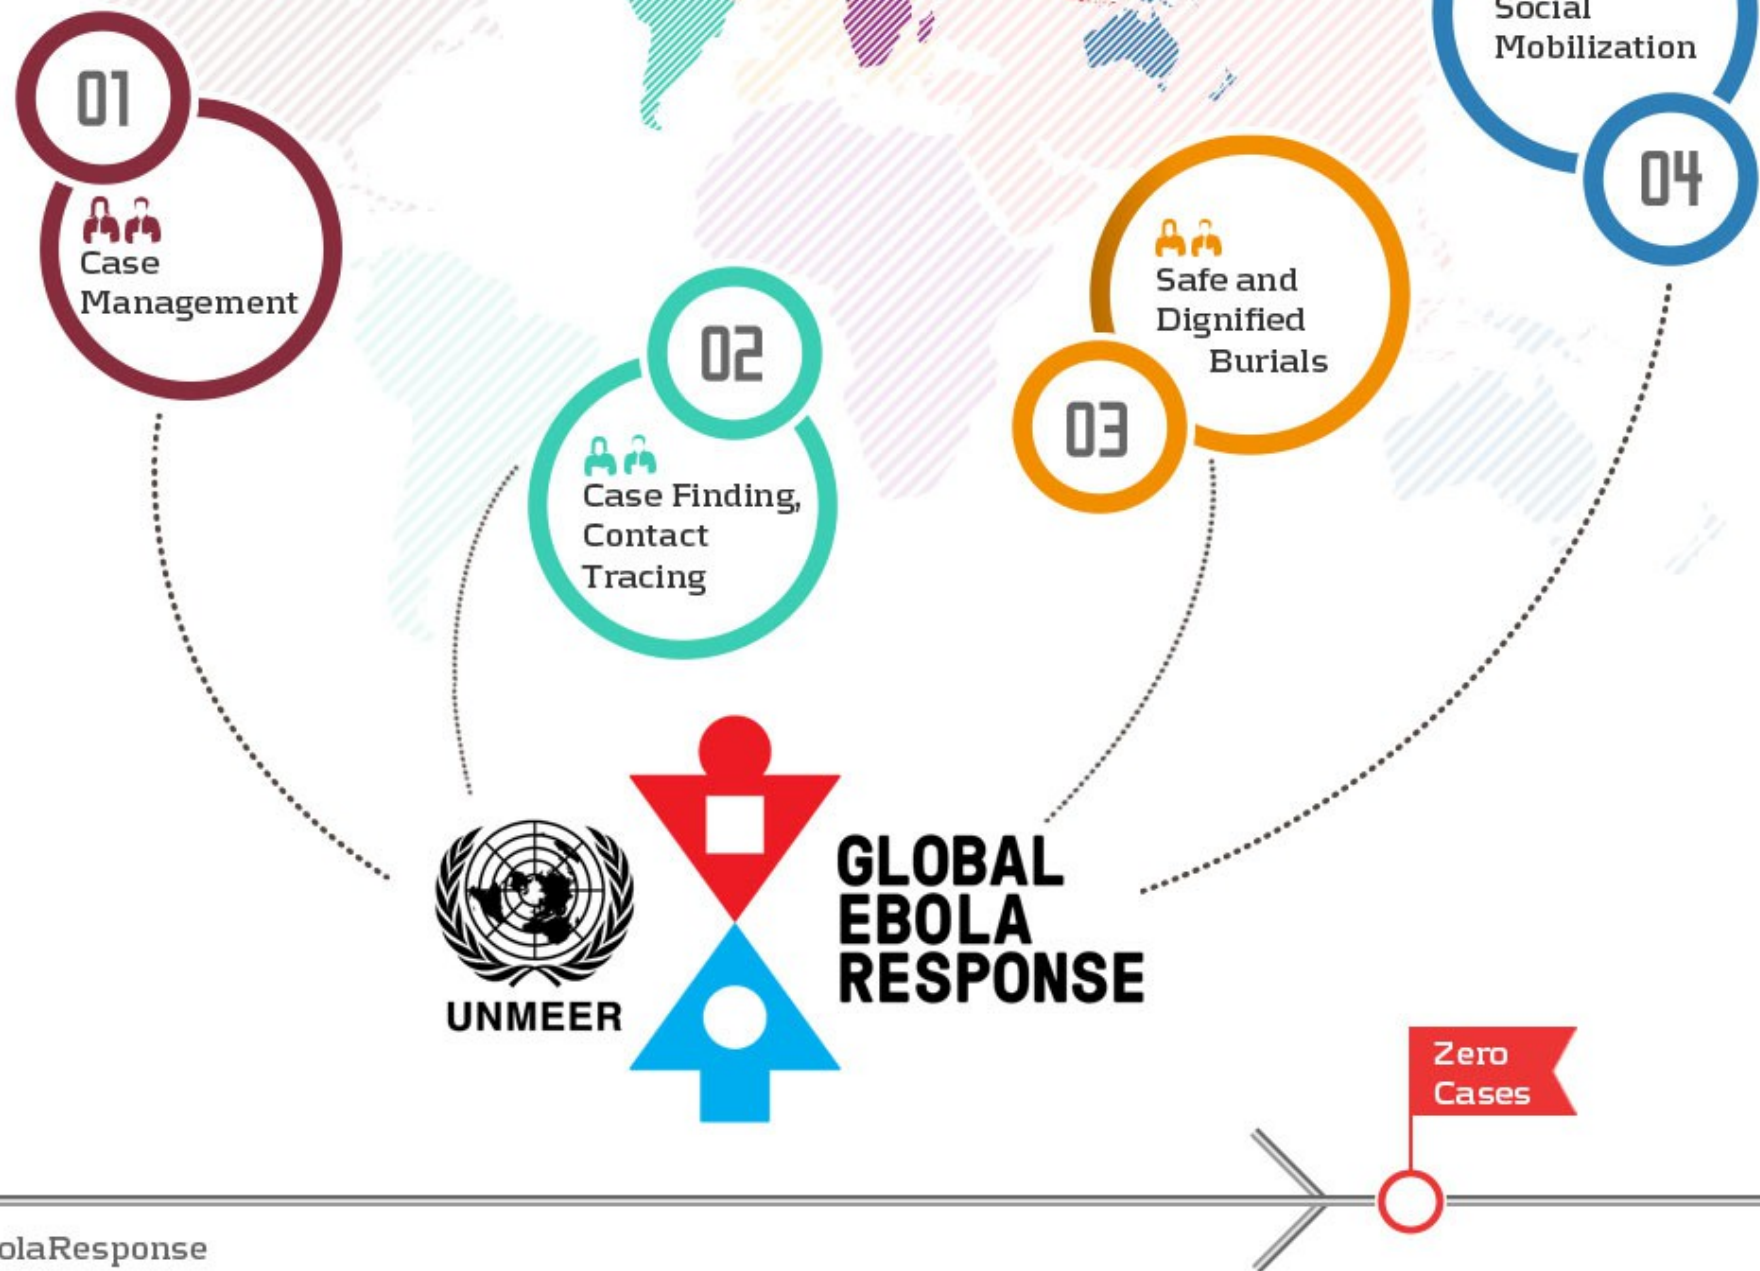 01
Case
Management
02
Case Finding,
Contact
Tracing
Safe and
Dignified
Burials
03
Social
Mobilization
04
UNMEER
GLOBAL
EBOLA
RESPONSE
Zero
Cases
olaResponse